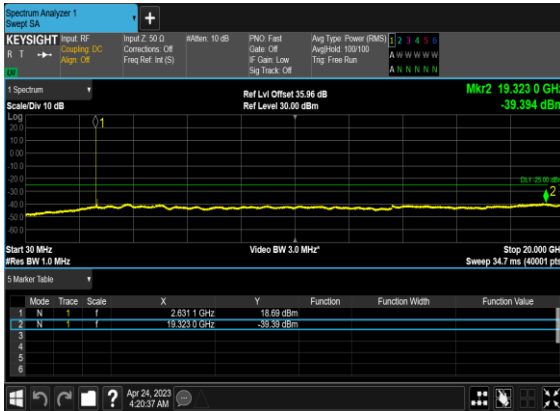 Spectrum Analyzer 1
Swept SA
+
KEYSIGHT Input: RF Input Z: 50 Ω #Atten: 10 dB PNO: Fast Avg Type: Power (RMS) 1 2 3 4 5 6
R T Coupling: DC Corrections: Off Gate: Off Avg|Hold: 100/100 A W W W W W
Align: Off Freq Ref: Int (S) IF Gain: Low Trig: Free Run A N N N N N
Sig Track: Off
1 Spectrum Ref Lvl Offset 35.96 dB Mkr2 19.323 0 GHz
Scale/Div 10 dB Ref Level 30.00 dBm -39.394 dBm
Log
1
20.0
10.0
0.00
-10.0
-20.0
DL1 -25.00 dBm
-30.0
2
-40.0
-50.0
-60.0
Start 30 MHz Video BW 3.0 MHz* Stop 20.000 GHz
#Res BW 1.0 MHz Sweep 34.7 ms (40001 pts)
5 Marker Table
Mode Trace Scale X Y Function Function Width Function Value
1 N 1 f 2.631 1 GHz 18.69 dBm
2 N 1 f 19.323 0 GHz -39.39 dBm
3
4
5
6
? Apr 24, 2023
4:20:37 AM